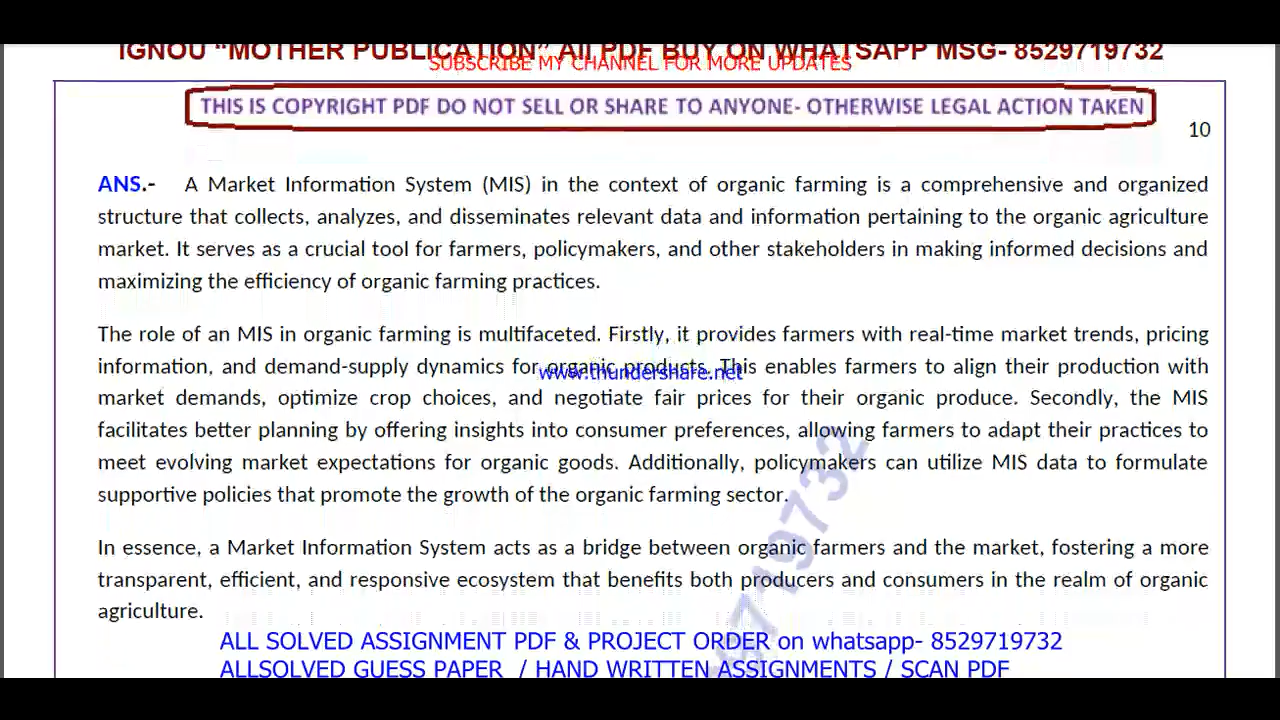 IGNOU “MOTHER PUBLICATION” All PDF BUY ON WHATSAPP MSG- 8529719732
SUBSCRIBE MY CHANNEL FOR MORE UPDATES
THIS IS COPYRIGHT PDF DO NOT SELL OR SHARE TO ANYONE- OTHERWISE LEGAL ACTION TAKEN
10
ANS.- A Market Information System (MIS) in the context of organic farming is a comprehensive and organized
structure that collects, analyzes, and disseminates relevant data and information pertaining to the organic agriculture
market. It serves as a crucial tool for farmers, policymakers, and other stakeholders in making informed decisions and
maximizing the efficiency of organic farming practices.
The role of an MIS in organic farming is multifaceted. Firstly, it provides farmers with real-time market trends, pricing
information, and demand-supply dynamics for organic products. This enables farmers to align their production with
www.thundershare.net
market demands, optimize crop choices, and negotiate fair prices for their organic produce. Secondly, the MIS
facilitates better planning by offering insights into consumer preferences, allowing farmers to adapt their practices to
meet evolving market expectations for organic goods. Additionally, policymakers can utilize MIS data to formulate
supportive policies that promote the growth of the organic farming sector.
In essence, a Market Information System acts as a bridge between organic farmers and the market, fostering a more
transparent, efficient, and responsive ecosystem that benefits both producers and consumers in the realm of organic
agriculture.
ALL SOLVED ASSIGNMENT PDF & PROJECT ORDER on whatsapp- 8529719732
ALLSOLVED GUESS PAPER / HAND WRITTEN ASSIGNMENTS / SCAN PDF